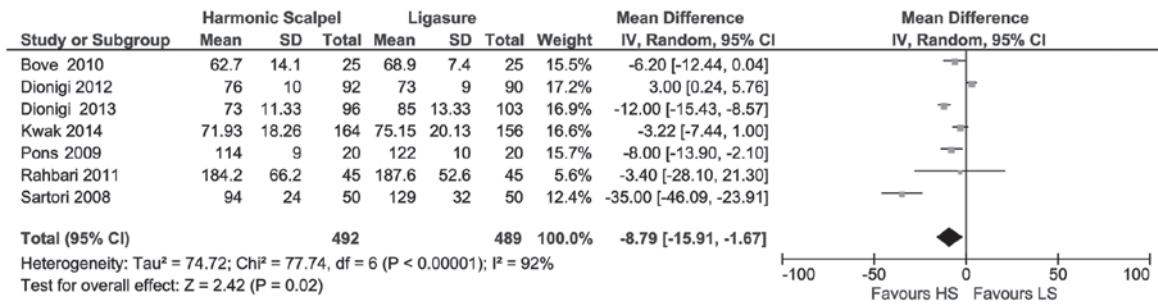 Harmonic Scalpel Ligasure Mean Difference Mean Difference
Study or Subgroup Mean SD Total Mean SD Total Weight IV, Random, 95% CI IV, Random, 95% CI
Bove 2010 62.7 14.1 25 68.9 7.4 25 15.5% -6.20 [-12.44, 0.04]
Dionigi 2012 76 10 92 73 9 90 17.2% 3.00 [0.24, 5.76]
Dionigi 2013 73 11.33 96 85 13.33 103 16.9% -12.00 [-15.43, -8.57]
Kwak 2014 71.93 18.26 164 75.15 20.13 156 16.6% -3.22 [-7.44, 1.00]
Pons 2009 114 9 20 122 10 20 15.7% -8.00 [-13.90, -2.10]
Rahbari 2011 184.2 66.2 45 187.6 52.6 45 5.6% -3.40 [-28.10, 21.30]
Sartori 2008 94 24 50 129 32 50 12.4% -35.00 [-46.09, -23.91]
Total (95% CI) 492 489 100.0% -8.79 [-15.91, -1.67]
Heterogeneity: Tau² = 74.72; Chi² = 77.74, df = 6 (P < 0.00001); I² = 92%
Test for overall effect: Z = 2.42 (P = 0.02)
-100 -50 0 50 100
Favours HS Favours LS